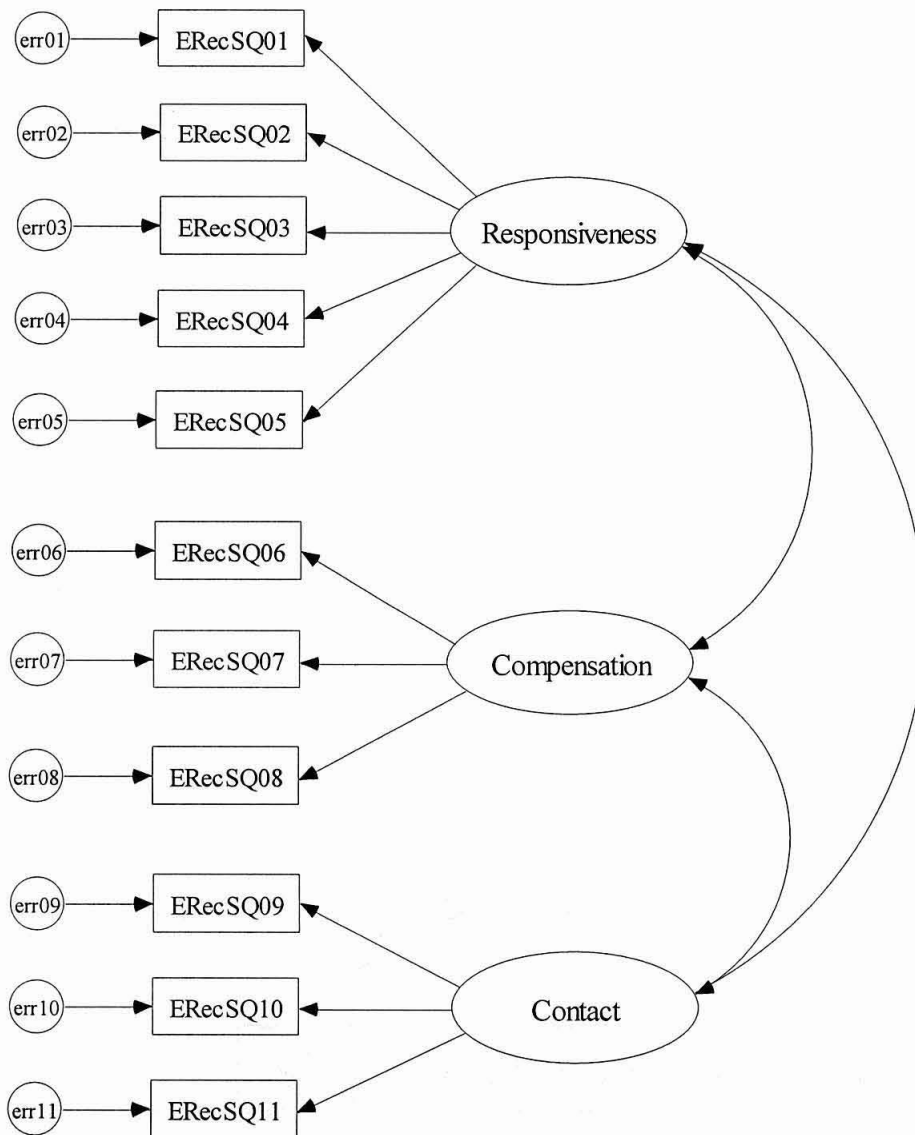 err01 ERecSQ01
err02 ERecSQ02
err03 ERecSQ03
Responsiveness
err04 ERecSQ04
err05 ERecSQ05
err06 ERecSQ06
err07 ERecSQ07
Compensation
err08 ERecSQ08
err09 ERecSQ09
err10 ERecSQ10
Contact
err11 ERecSQ11